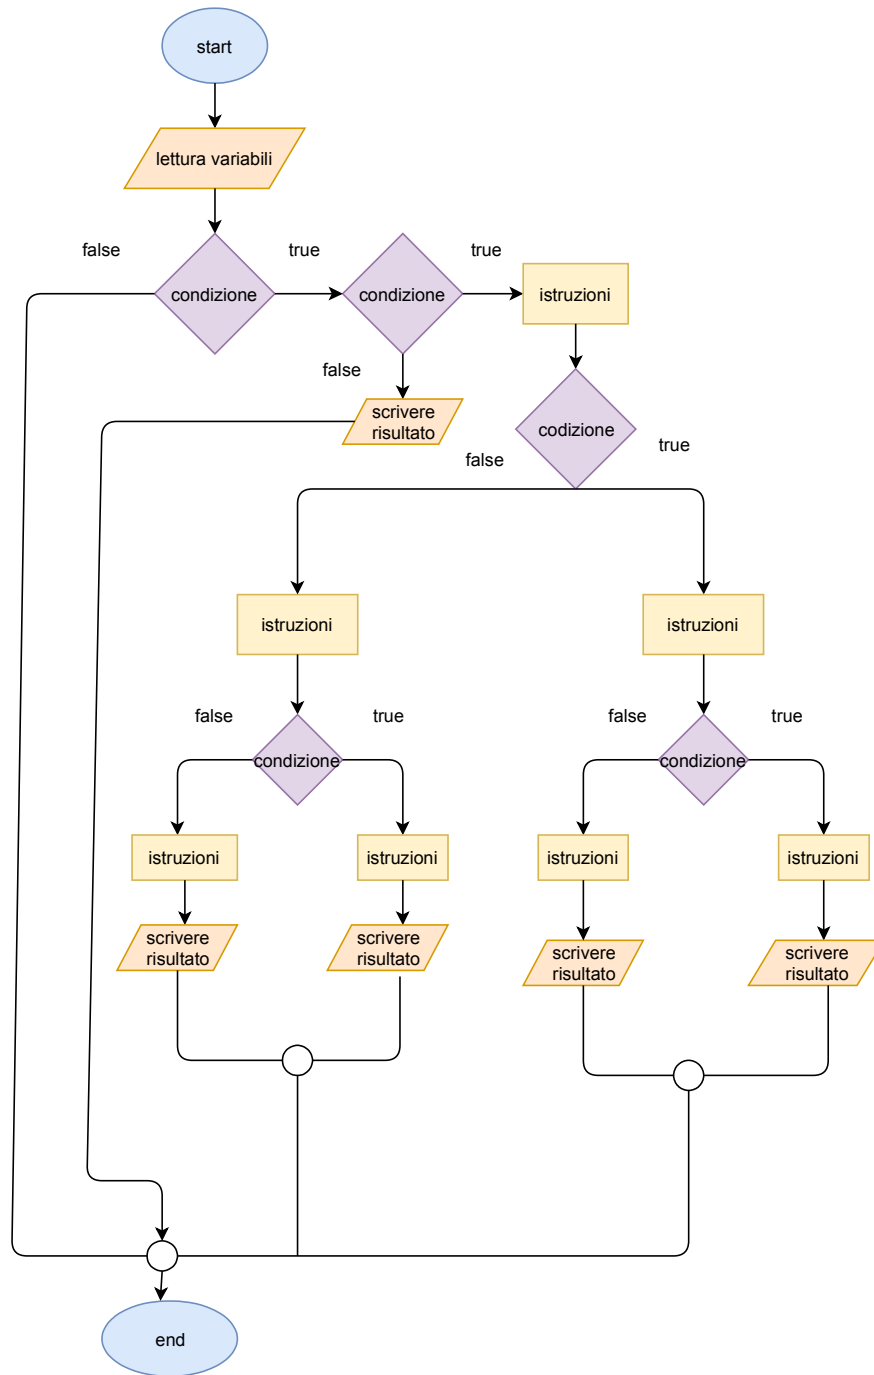 start
lettura variabili
false
true
true
condizione
condizione
istruzioni
false
scrivere
risultato
codizione
false
true
istruzioni
istruzioni
false
true
false
true
condizione
condizione
istruzioni
istruzioni
istruzioni
istruzioni
scrivere
risultato
scrivere
risultato
scrivere
risultato
scrivere
risultato
end